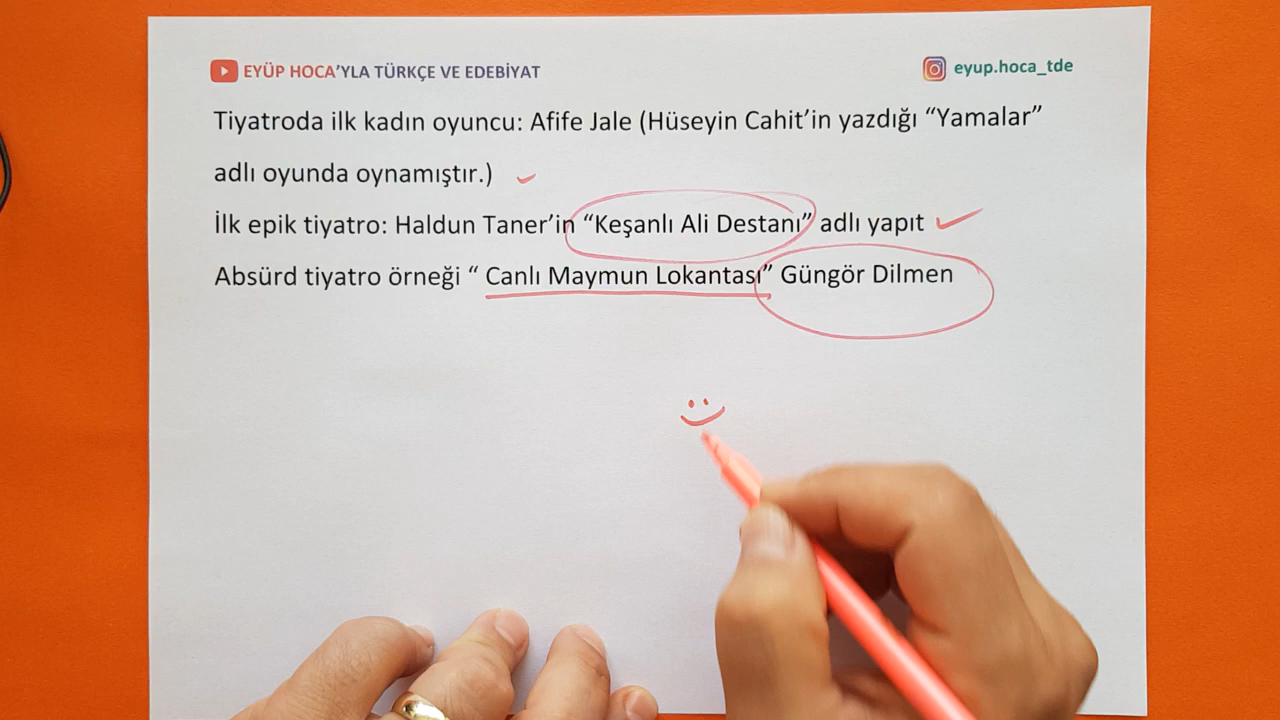 EYÜP HOCA’YLA TÜRKÇE VE EDEBİYAT
eyup.hoca_tde
Tiyatroda ilk kadın oyuncu: Afife Jale (Hüseyin Cahit’in yazdığı “Yamalar”
adlı oyunda oynamıştır.)
İlk epik tiyatro: Haldun Taner’in “Keşanlı Ali Destanı” adlı yapıt
Absürd tiyatro örneği “ Canlı Maymun Lokantası” Güngör Dilmen